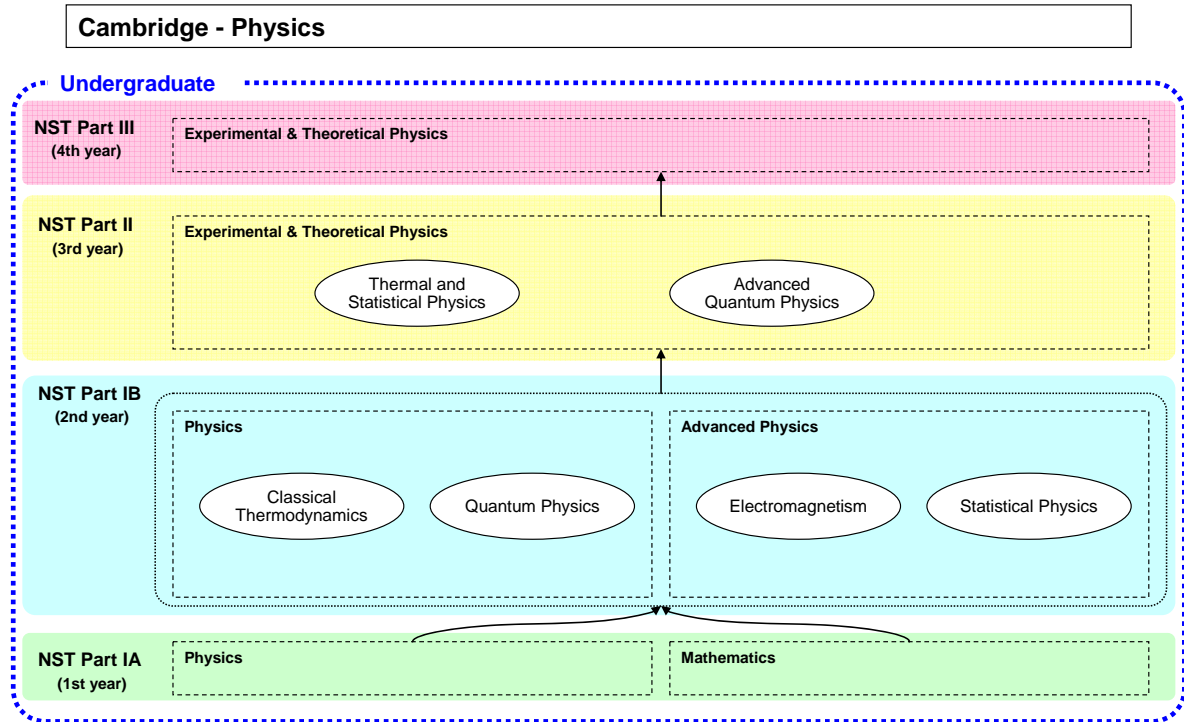 Cambridge - Physics
Undergraduate
NST Part III
(4th year)
Experimental & Theoretical Physics
NST Part II
(3rd year)
Experimental & Theoretical Physics
Thermal and
Statistical Physics
Advanced
Quantum Physics
NST Part IB
(2nd year)
Physics
Classical
Thermodynamics
Quantum Physics
Advanced Physics
Electromagnetism
Statistical Physics
NST Part IA
(1st year)
Physics
Mathematics